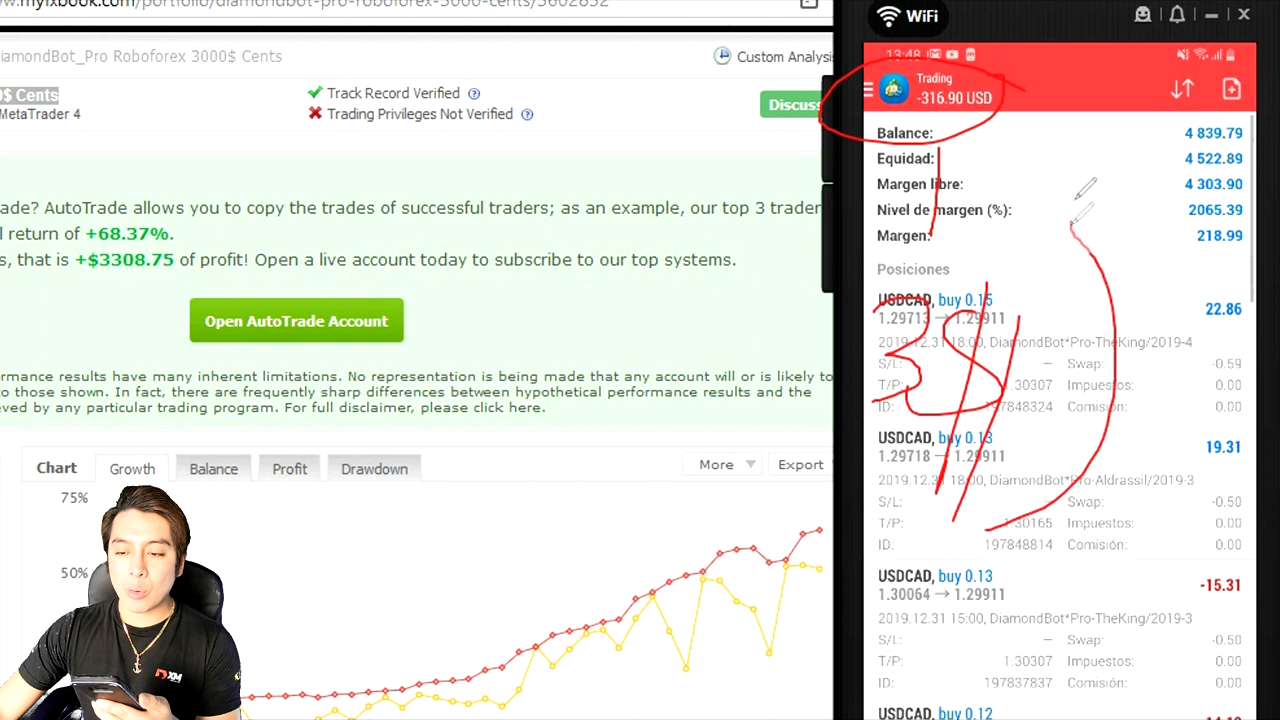 w.myfxbook.com/portfolio/diamondbot-pro-roboforex-3000-cents/3602852
iamondBot_Pro Roboforex 3000$ Cents
Custom Analysis
0$ Cents
MetaTrader 4
Track Record Verified
Trading Privileges Not Verified
Discuss
ade? AutoTrade allows you to copy the trades of successful traders; as an example, our top 3 trader
l return of +68.37%.
s, that is +$3308.75 of profit! Open a live account today to subscribe to our top systems.
Open AutoTrade Account
rmance results have many inherent limitations. No representation is being made that any account will or is likely to
to those shown. In fact, there are frequently sharp differences between hypothetical performance results and the
eved by any particular trading program. For full disclaimer, please click here.
Chart
Growth
Balance
Profit
Drawdown
More
Export
75%
50%
XM
WiFi
13:48
Trading
-316.90 USD
Balance: 4 839.79
Equidad: 4 522.89
Margen libre: 4 303.90
Nivel de margen (%): 2065.39
Margen: 218.99
Posiciones
USDCAD, buy 0.15
1.29713 → 1.29911 22.86
2019.12.31 18:00, DiamondBot*Pro-TheKing/2019-4
S/L: – Swap: -0.59
T/P: 1.30307 Impuestos: 0.00
ID: 197848324 Comisión: 0.00
USDCAD, buy 0.13
1.29718 → 1.29911 19.31
2019.12.31 18:00, DiamondBot*Pro-Aldrassil/2019-3
S/L: Swap: -0.50
T/P: 1.30165 Impuestos: 0.00
ID: 197848814 Comisión: 0.00
USDCAD, buy 0.13
1.30064 → 1.29911 -15.31
2019.12.31 15:00, DiamondBot*Pro-TheKing/2019-3
S/L: – Swap: -0.50
T/P: 1.30307 Impuestos: 0.00
ID: 197837837 Comisión: 0.00
USDCAD, buy 0.12